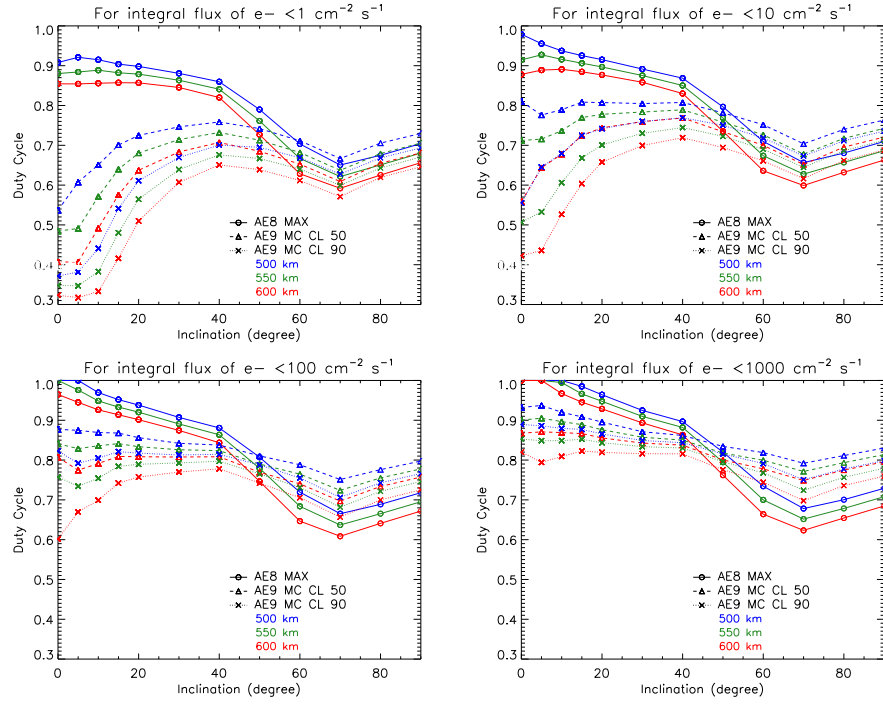 For integral flux of e− <1 cm⁻² s⁻¹
1.0
0.9
0.8
0.7
0.6
0.5
0.4
0.3
Duty Cycle
AE8 MAX
AE9 MC CL 50
AE9 MC CL 90
500 km
550 km
600 km
0 20 40 60 80
Inclination (degree)
For integral flux of e− <10 cm⁻² s⁻¹
1.0
0.9
0.8
0.7
0.6
0.5
0.4
0.3
Duty Cycle
AE8 MAX
AE9 MC CL 50
AE9 MC CL 90
500 km
550 km
600 km
0 20 40 60 80
Inclination (degree)
For integral flux of e− <100 cm⁻² s⁻¹
1.0
0.9
0.8
0.7
0.6
0.5
0.4
0.3
Duty Cycle
AE8 MAX
AE9 MC CL 50
AE9 MC CL 90
500 km
550 km
600 km
0 20 40 60 80
Inclination (degree)
For integral flux of e− <1000 cm⁻² s⁻¹
1.0
0.9
0.8
0.7
0.6
0.5
0.4
0.3
Duty Cycle
AE8 MAX
AE9 MC CL 50
AE9 MC CL 90
500 km
550 km
600 km
0 20 40 60 80
Inclination (degree)